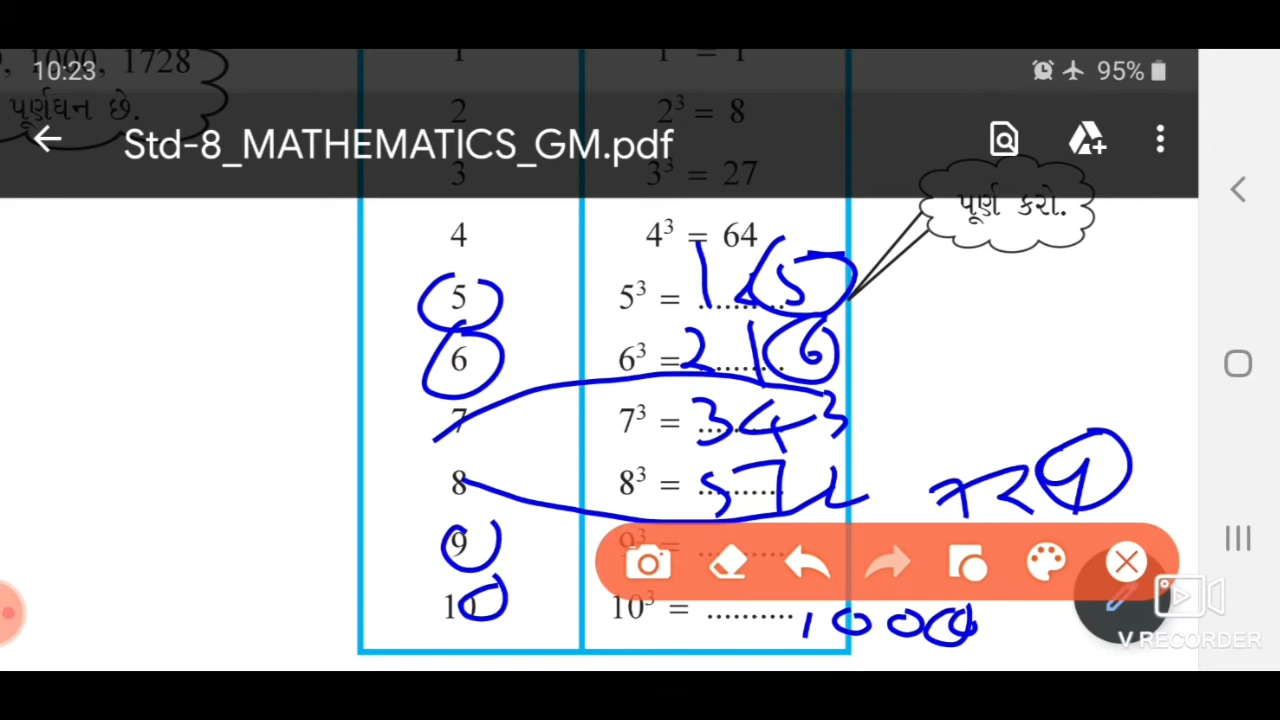 1000, 1728
1 1 = 1
10:23 95%
પૂર્ણઘન છે.
2 2³ = 8
Std-8_MATHEMATICS_GM.pdf
3 3³ = 27
પૂર્ણ કરો.
4 4³ = 64
5 5³ = .......... 125
6 6³ = .......... 216
7 7³ = .......... 343
8 8³ = .......... 512 729
9 9³ = ..........
10 10³ = .......... 1000
V RECORDER